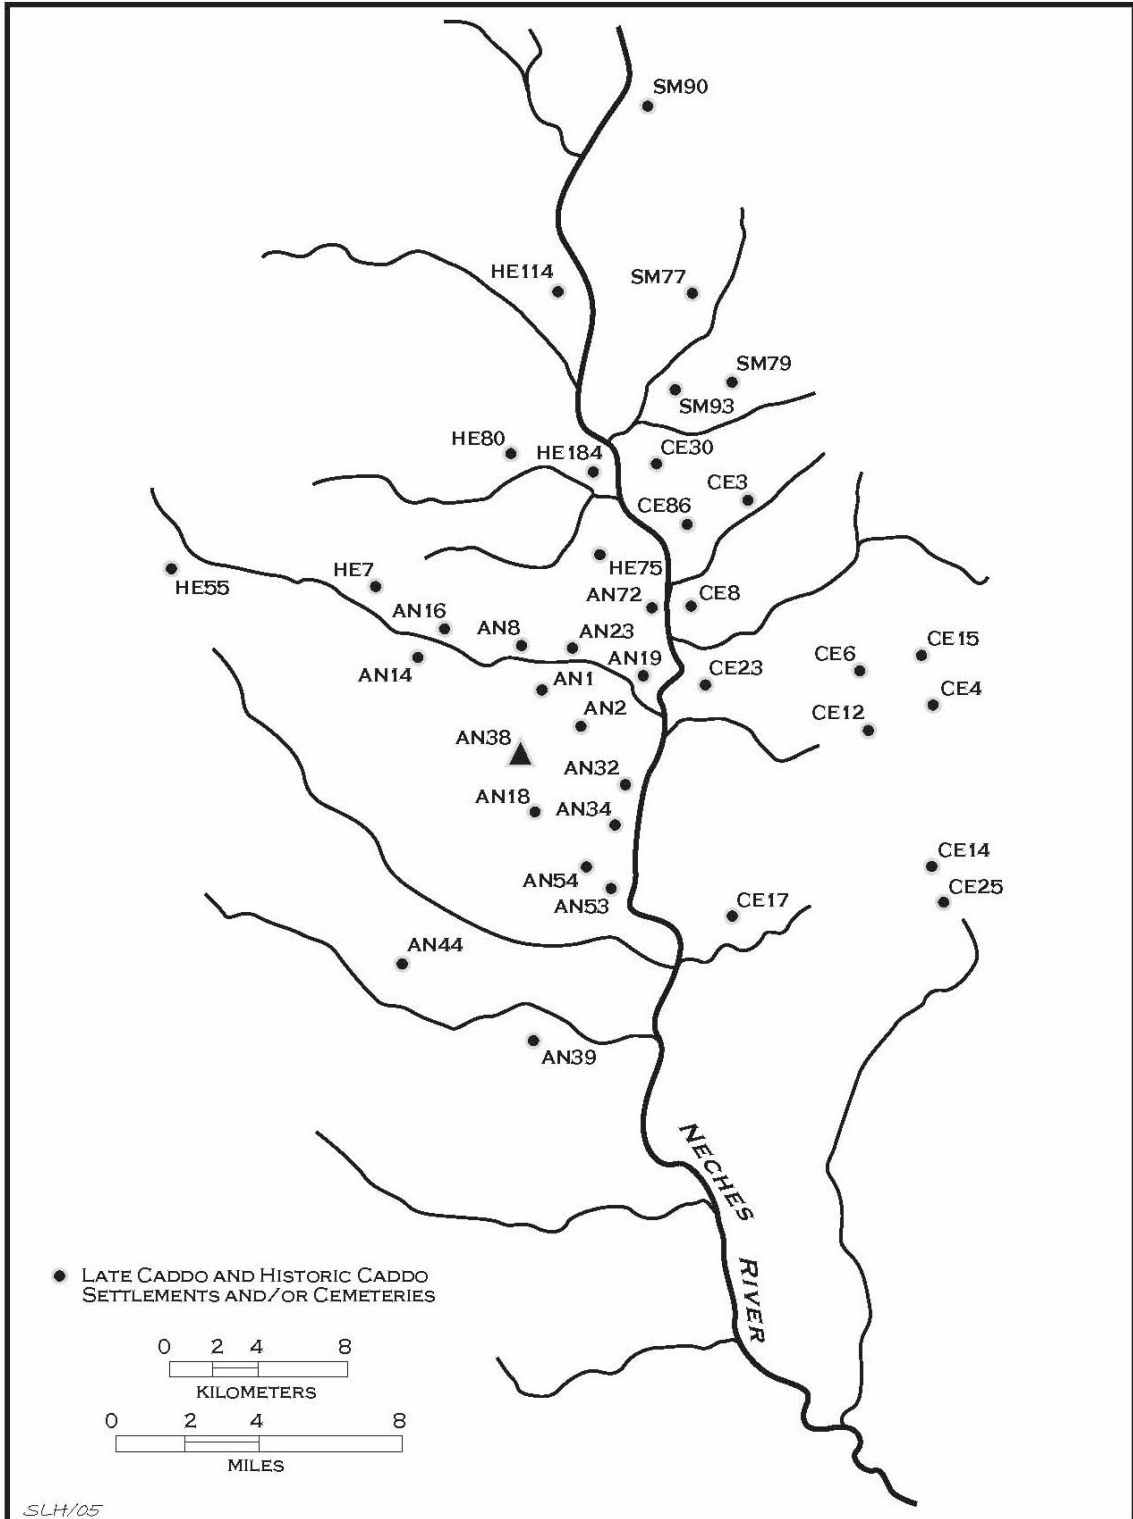 SM90
HE114
SM77
SM79
SM93
HE80
HE184
CE30
CE3
CE86
HE55
HE7
HE75
AN72
CE8
AN16
AN8
AN23
AN14
AN19
CE23
CE6
CE15
AN1
CE4
AN2
CE12
AN38
AN32
AN18
AN34
CE14
AN54
CE25
AN53
CE17
AN44
AN39
NECHES RIVER
LATE CADDO AND HISTORIC CADDO
SETTLEMENTS AND/OR CEMETERIES
0 2 4 8
KILOMETERS
0 2 4 8
MILES
SLH/05